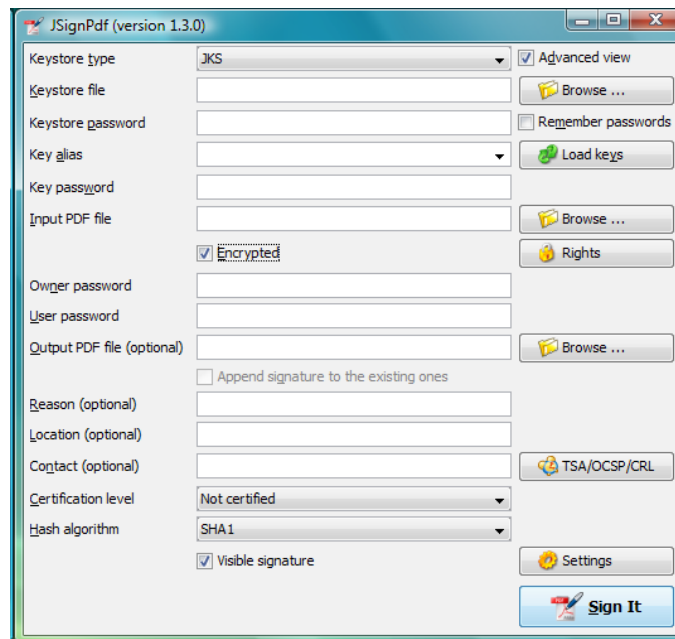 JSignPdf (version 1.3.0)
Keystore type JKS Advanced view
Keystore file Browse ...
Keystore password Remember passwords
Key alias Load keys
Key password
Input PDF file Browse ...
Encrypted Rights
Owner password
User password
Output PDF file (optional) Browse ...
Append signature to the existing ones
Reason (optional)
Location (optional)
Contact (optional) TSA/OCSP/CRL
Certification level Not certified
Hash algorithm SHA1
Visible signature Settings
Sign It